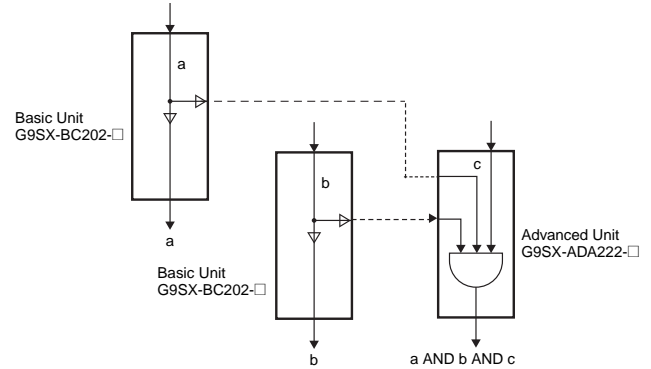 a
Basic Unit
G9SX-BC202-□
a
b
Basic Unit
G9SX-BC202-□
b
c
Advanced Unit
G9SX-ADA222-□
a AND b AND c